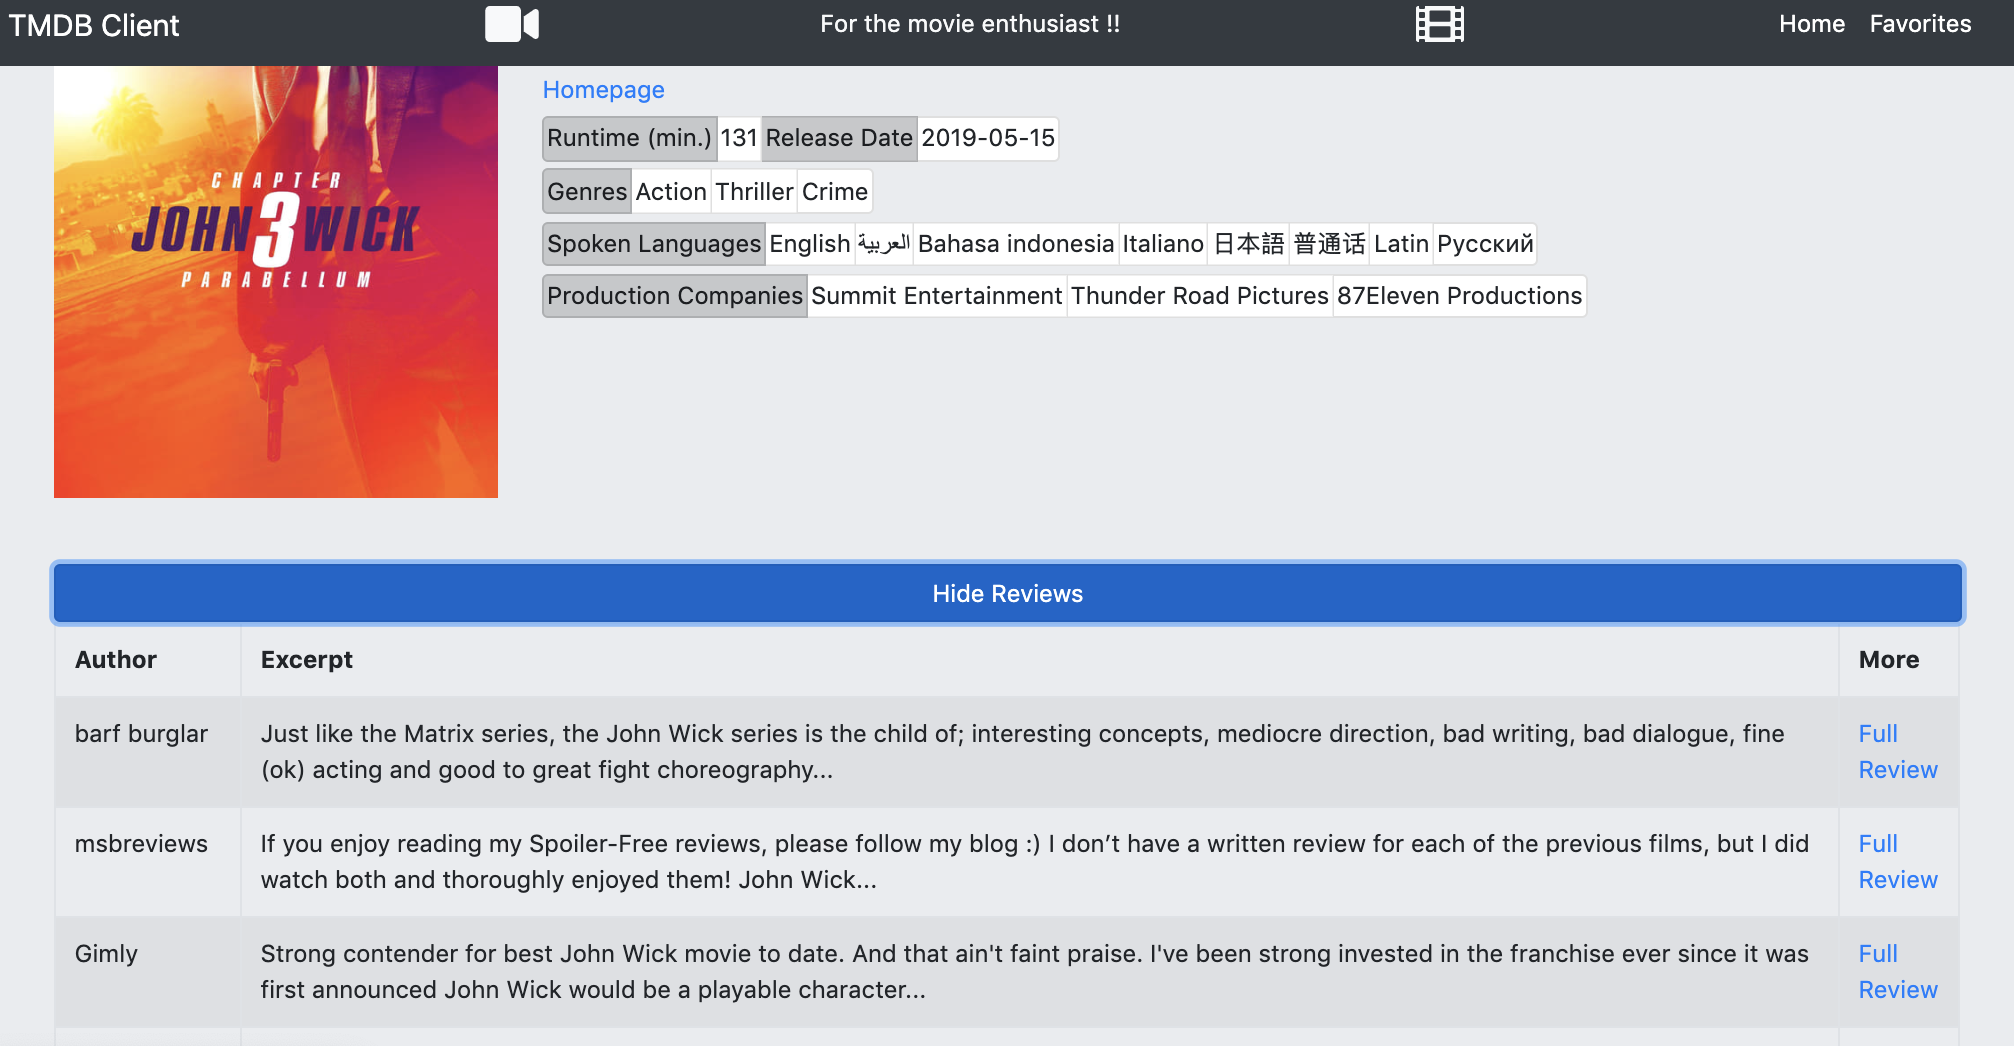 TMDB Client For the movie enthusiast !! Home Favorites
CHAPTER
JOHN 3 WICK
PARABELLUM
Homepage
Runtime (min.) 131 Release Date 2019-05-15
Genres Action Thriller Crime
Spoken Languages English العربية Bahasa indonesia Italiano 日本語 普通话 Latin Pусский
Production Companies Summit Entertainment Thunder Road Pictures 87Eleven Productions
Hide Reviews
Author Excerpt More
barf burglar Just like the Matrix series, the John Wick series is the child of; interesting concepts, mediocre direction, bad writing, bad dialogue, fine Full
(ok) acting and good to great fight choreography... Review
msbreviews If you enjoy reading my Spoiler-Free reviews, please follow my blog :) I don’t have a written review for each of the previous films, but I did Full
watch both and thoroughly enjoyed them! John Wick... Review
Gimly Strong contender for best John Wick movie to date. And that ain't faint praise. I've been strong invested in the franchise ever since it was Full
first announced John Wick would be a playable character... Review